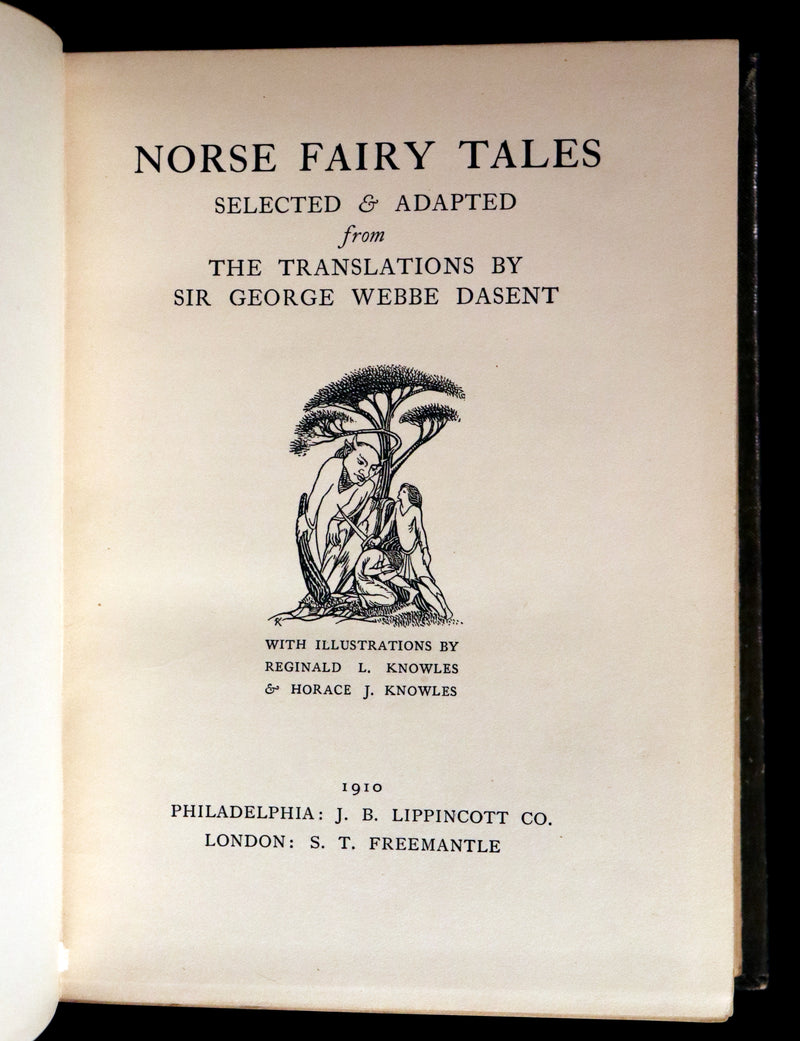 NORSE FAIRY TALES
SELECTED & ADAPTED
from
THE TRANSLATIONS BY
SIR GEORGE WEBBE DASENT
K
WITH ILLUSTRATIONS BY
REGINALD L. KNOWLES
& HORACE J. KNOWLES
1910
PHILADELPHIA: J. B. LIPPINCOTT CO.
LONDON: S. T. FREEMANTLE